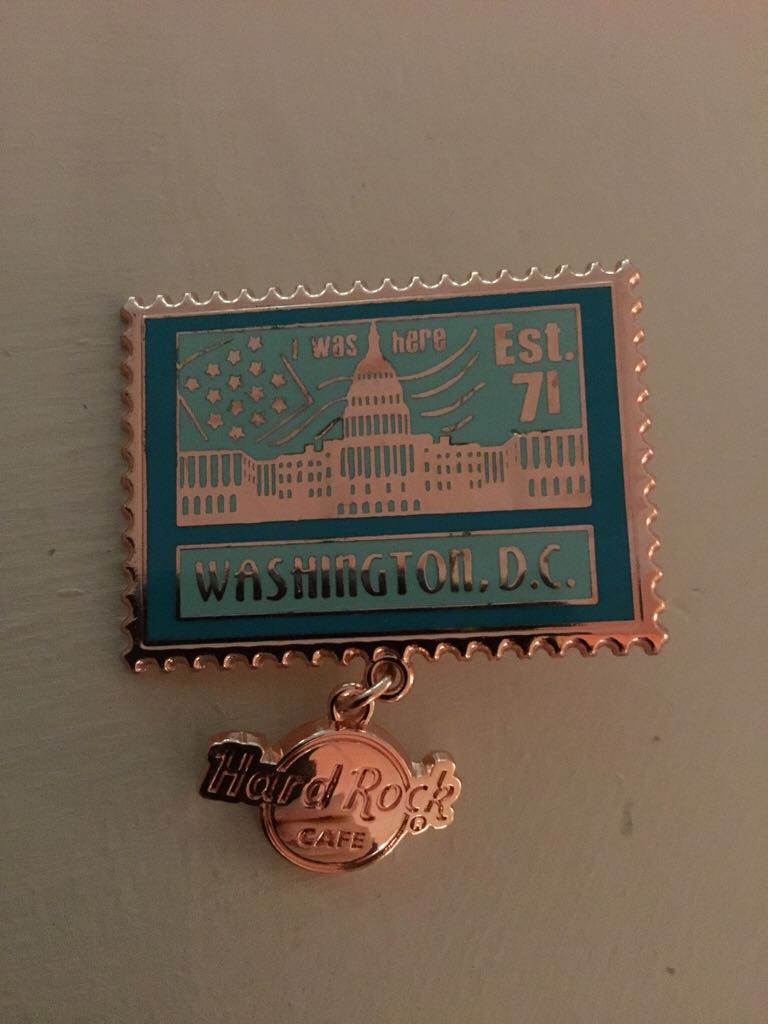 I was here
Est.
71
WASHINGTON, D.C.
Hard Rock
®
CAFE